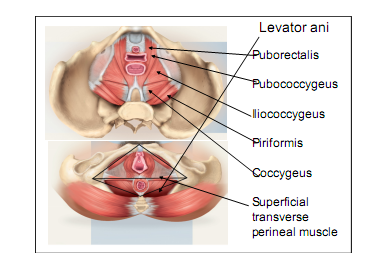 Levator ani
Puborectalis
Pubococcygeus
Iliococcygeus
Piriformis
Coccygeus
Superficial
transverse
perineal muscle